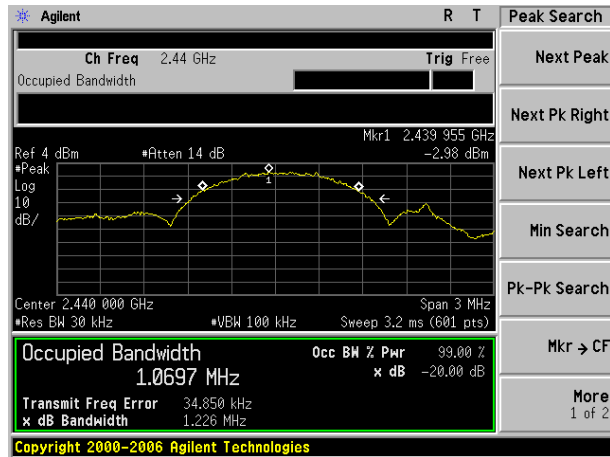 Agilent R T Peak Search
Ch Freq 2.44 GHz Trig Free
Occupied Bandwidth
Next Peak
Next Pk Right
Next Pk Left
Min Search
Pk-Pk Search
Mkr → CF
More
1 of 2
Mkr1 2.439 955 GHz
Ref 4 dBm #Atten 14 dB -2.98 dBm
#Peak
Log
10
dB/
1
Center 2.440 000 GHz Span 3 MHz
#Res BW 30 kHz #VBW 100 kHz Sweep 3.2 ms (601 pts)
Occupied Bandwidth Occ BW % Pwr 99.00 %
1.0697 MHz x dB -20.00 dB
Transmit Freq Error 34.850 kHz
x dB Bandwidth 1.226 MHz
Copyright 2000-2006 Agilent Technologies